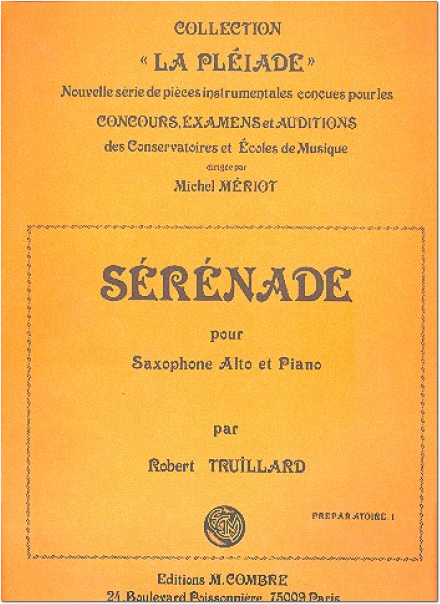 COLLECTION
« LA PLÉIADE »
Nouvelle série de pièces instrumentales conçues pour les
CONCOURS, EXAMENS et AUDITIONS
des Conservatoires et Écoles de Musique
dirigée par
Michel MÉRIOT
SÉRÉNADE
pour
Saxophone Alto et Piano
par
Robert TRUILLARD
PREPARATOIRE 1
Editions M. COMBRE
24, Boulevard Poissonnière, 75009 Paris